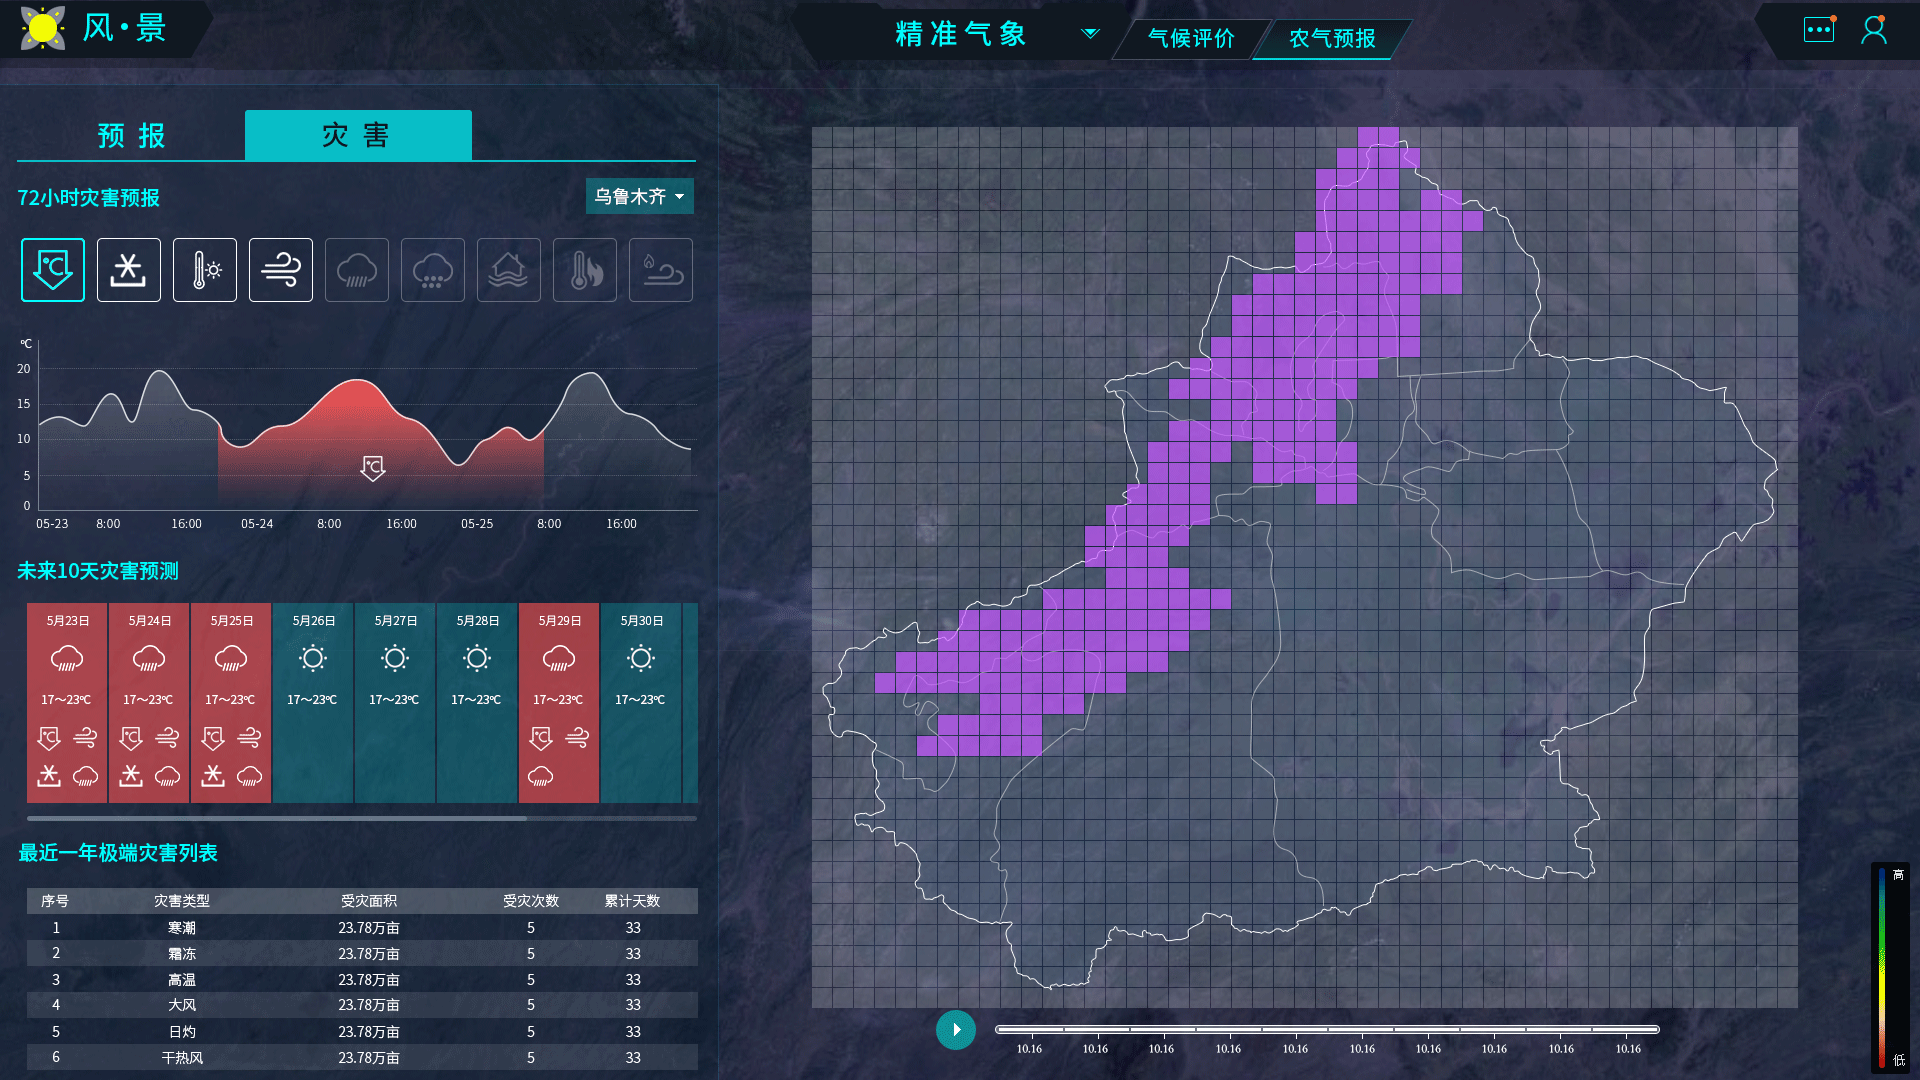 风·景
精准气象
气候评价
农气预报
预报
灾害
72小时灾害预报
乌鲁木齐
℃
20
15
10
5
0
℃
05-23 8:00 16:00 05-24 8:00 16:00 05-25 8:00 16:00
未来10天灾害预测
5月23日 5月24日 5月25日 5月26日 5月27日 5月28日 5月29日 5月30日
17～23℃ 17～23℃ 17～23℃ 17～23℃ 17～23℃ 17～23℃ 17～23℃ 17～23℃
℃ ℃ ℃ ℃
最近一年极端灾害列表
序号 灾害类型 受灾面积 受灾次数 累计天数
1 寒潮 23.78万亩 5 33
2 霜冻 23.78万亩 5 33
3 高温 23.78万亩 5 33
4 大风 23.78万亩 5 33
5 日灼 23.78万亩 5 33
6 干热风 23.78万亩 5 33
10.16 10.16 10.16 10.16 10.16 10.16 10.16 10.16 10.16 10.16
高
低